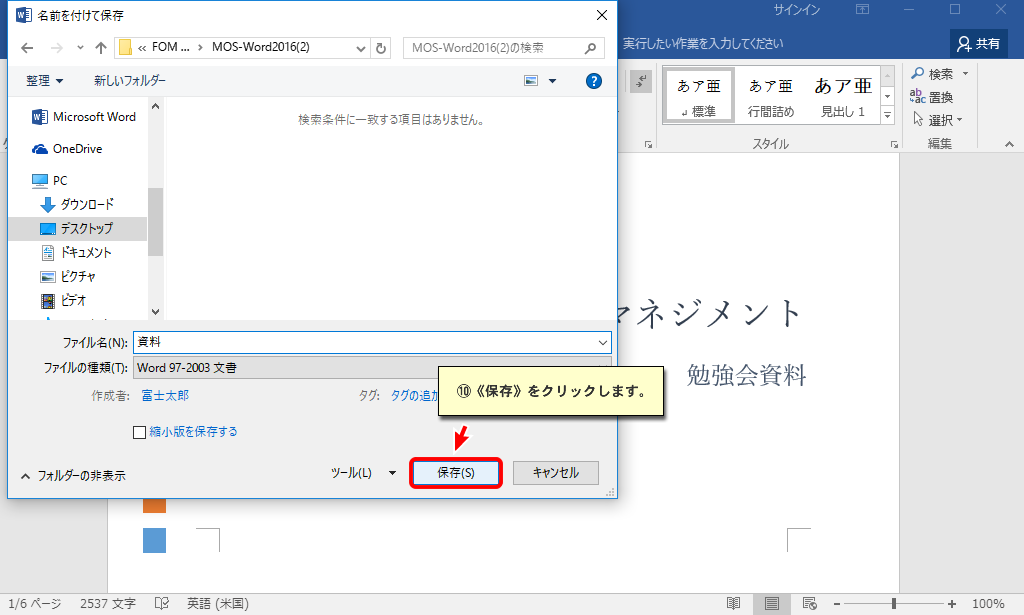 名前を付けて保存
サインイン
« FOM ... › MOS-Word2016(2)
MOS-Word2016(2)の検索
実行したい作業を入力してください
共有
整理
新しいフォルダー
?
Microsoft Word
OneDrive
PC
ダウンロード
デスクトップ
ドキュメント
ピクチャ
ビデオ
検索条件に一致する項目はありません。
あア亜
あア亜
あア亜
↲標準
行間詰め
見出し 1
スタイル
検索
置換
選択
編集
ファイル名(N):
資料
ファイルの種類(T):
Word 97-2003 文書
作成者:
富士太郎
タグ:
タグの追加
縮小版を保存する
⑩《保存》をクリックします。
フォルダーの非表示
ツール(L)
保存(S)
キャンセル
マネジメント
勉強会資料
1/6 ページ
2537 文字
英語 (米国)
100%